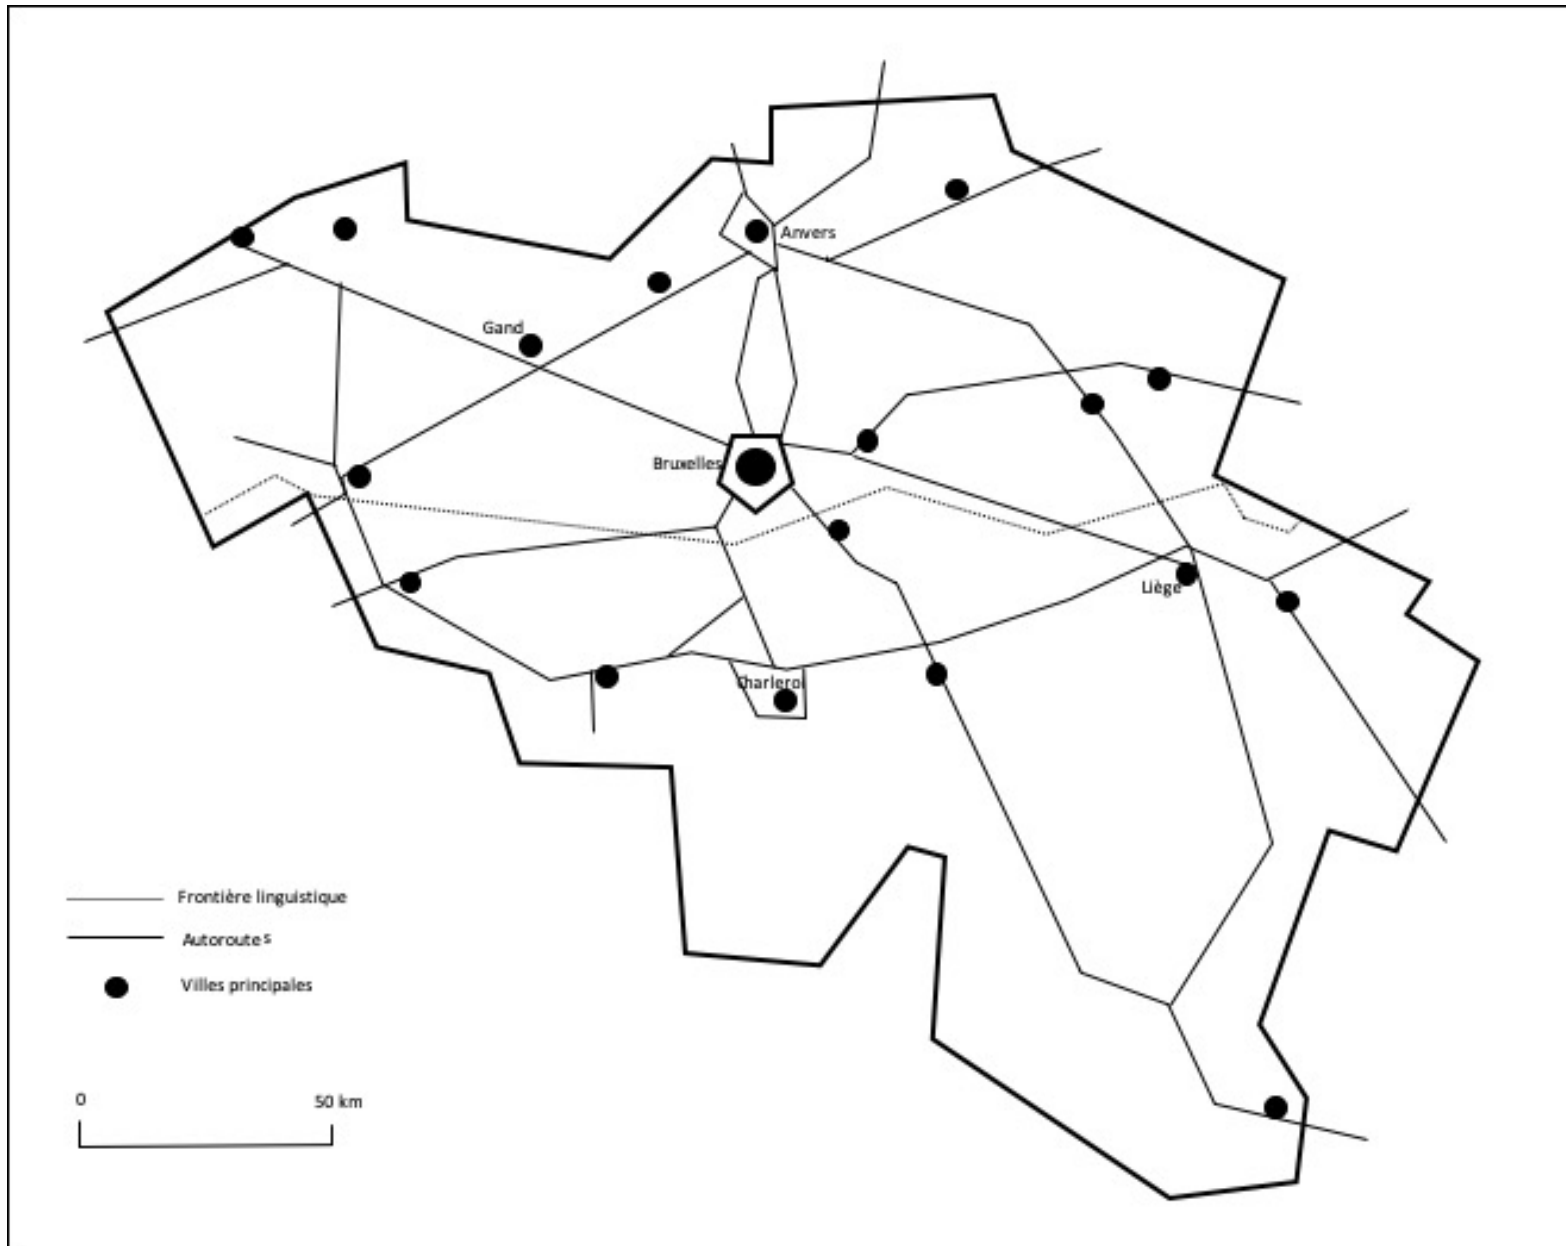 Anvers
Gand
Bruxelles
Liège
Charleroi
Frontière linguistique
Autoroutes
Villes principales
0 50 km